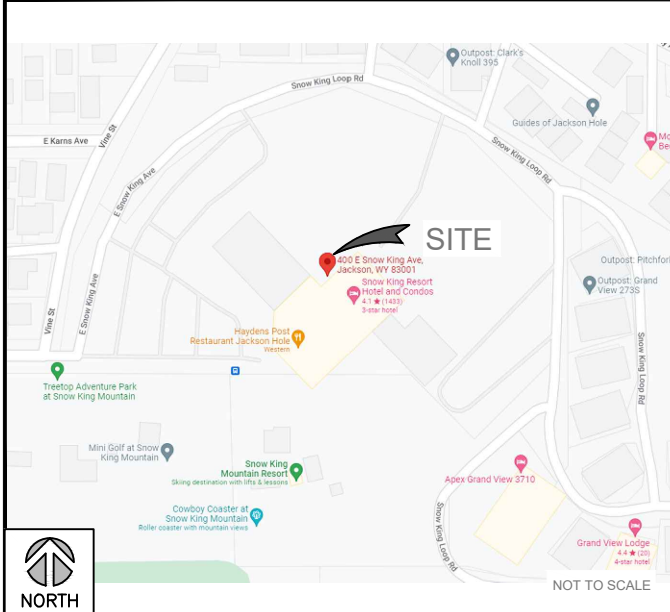 Outpost: Clark's
Knoll 395
Snow King Loop Rd
Guides of Jackson Hole
E Karns Ave
Vine St
Mo
Be
Snow King Loop Rd
E Snow King Ave
SITE
400 E Snow King Ave,
Jackson, WY 83001
Outpost: Pitchfor
Snow King Resort
Hotel and Condos
4.1 ★ (1433)
3-star hotel
Outpost: Grand
View 273S
E Snow King Ave
Vine St
Haydens Post
Restaurant Jackson Hole
Western
Snow King Loop Rd
Treetop Adventure Park
at Snow King Mountain
Mini Golf at Snow
King Mountain
Snow King
Mountain Resort
Skiing destination with lifts & lessons
Apex Grand View 3710
Cowboy Coaster at
Snow King Mountain
Roller coaster with mountain views
Snow King Loop Rd
Grand View Lodge
4.4 ★ (20)
4-star hotel
NORTH
NOT TO SCALE